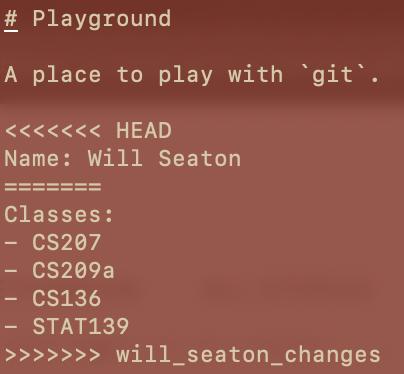 # Playground
A place to play with `git`.
<<<<<<< HEAD
Name: Will Seaton
=======
Classes:
- CS207
- CS209a
- CS136
- STAT139
>>>>>>> will_seaton_changes